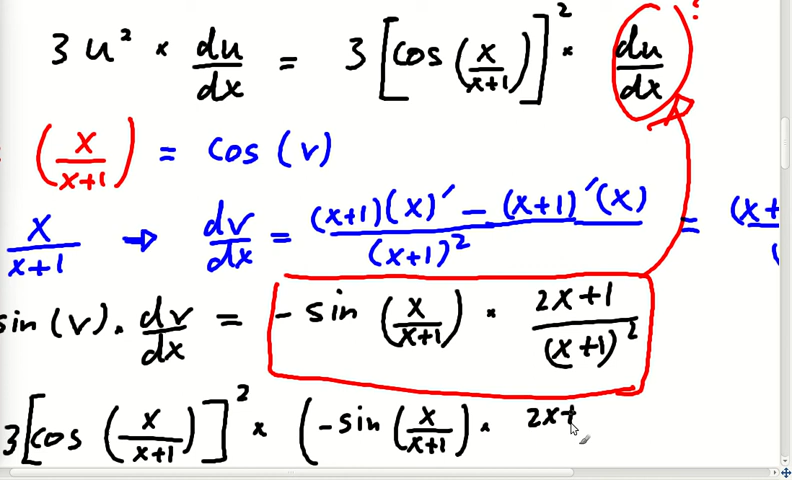 3 u² * du/dx = 3 [cos (x/(x+1))]² * du/dx ?
(x/(x+1)) = cos (v)
x/(x+1) → dv/dx = ((x+1)(x)′ − (x+1)′(x))/(x+1)² = (x+
sin (v) . dv/dx = - sin (x/(x+1)) * (2x+1)/(x+1)²
3 [cos (x/(x+1))]² * (-sin (x/(x+1)) * 2x+